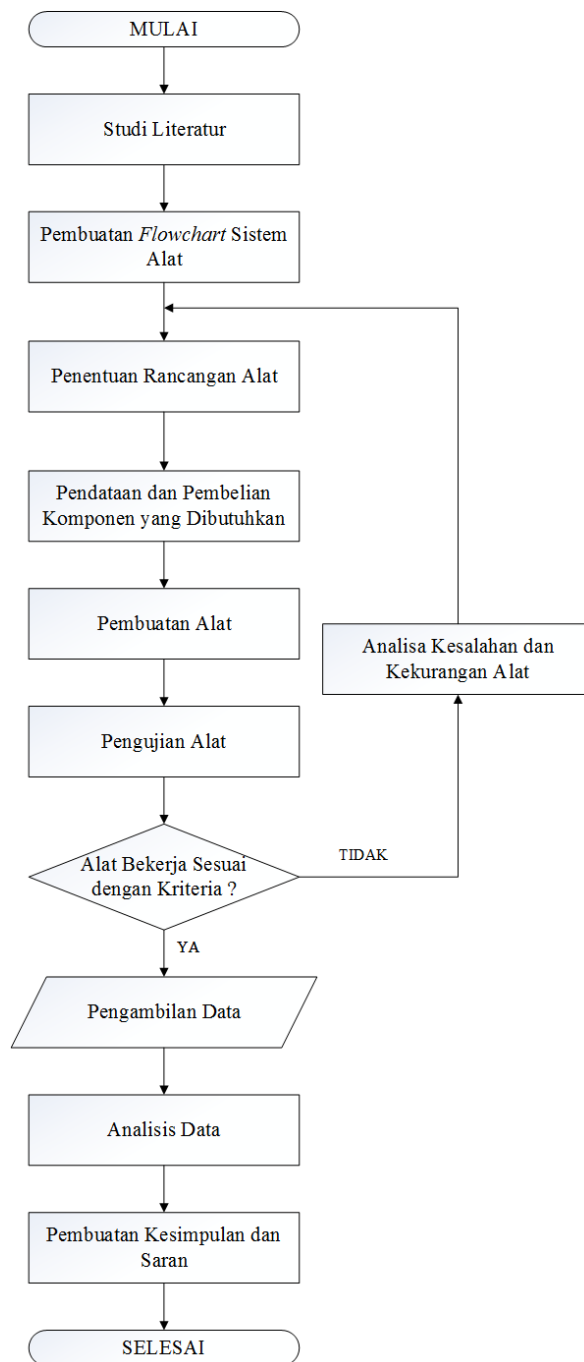 MULAI
Studi Literatur
Pembuatan Flowchart Sistem
Alat
Penentuan Rancangan Alat
Pendataan dan Pembelian
Komponen yang Dibutuhkan
Pembuatan Alat
Analisa Kesalahan dan
Kekurangan Alat
Pengujian Alat
Alat Bekerja Sesuai
dengan Kriteria ?
TIDAK
YA
Pengambilan Data
Analisis Data
Pembuatan Kesimpulan dan
Saran
SELESAI